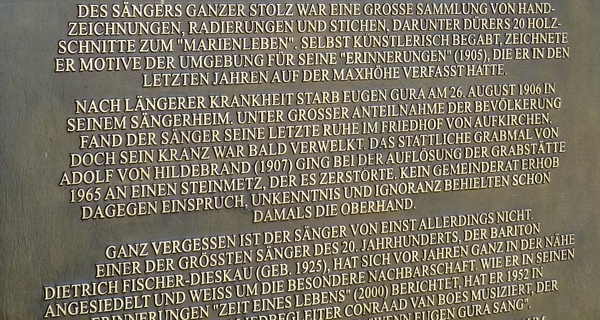 DES SÄNGERS GANZER STOLZ WAR EINE GROSSE SAMMLUNG VON HAND-
ZEICHNUNGEN, RADIERUNGEN UND STICHEN, DARUNTER DÜRERS 20 HOLZ-
SCHNITTE ZUM "MARIENLEBEN". SELBST KÜNSTLERISCH BEGABT, ZEICHNETE
ER MOTIVE DER UMGEBUNG FÜR SEINE "ERINNERUNGEN" (1905), DIE ER IN DEN
LETZTEN JAHREN AUF DER MAXHÖHE VERFASST HATTE.
NACH LÄNGERER KRANKHEIT STARB EUGEN GURA AM 26. AUGUST 1906 IN
SEINEM SÄNGERHEIM. UNTER GROSSER ANTEILNAHME DER BEVÖLKERUNG
FAND DER SÄNGER SEINE LETZTE RUHE IM FRIEDHOF VON AUFKIRCHEN.
DOCH SEIN KRANZ WAR BALD VERWELKT. DAS STATTLICHE GRABMAL VON
ADOLF VON HILDEBRAND (1907) GING BEI DER AUFLÖSUNG DER GRABSTÄTTE
1965 AN EINEN STEINMETZ, DER ES ZERSTÖRTE. KEIN GEMEINDERAT ERHOB
DAGEGEN EINSPRUCH, UNKENNTNIS UND IGNORANZ BEHIELTEN SCHON
DAMALS DIE OBERHAND.
GANZ VERGESSEN IST DER SÄNGER VON EINST ALLERDINGS NICHT.
EINER DER GRÖSSTEN SÄNGER DES 20. JAHRHUNDERTS, DER BARITON
DIETRICH FISCHER-DIESKAU (GEB. 1925), HAT SICH VOR JAHREN GANZ IN DER NÄHE
ANGESIEDELT UND WEISS UM DIE BESONDERE NACHBARSCHAFT. WIE ER IN SEINEN
ERINNERUNGEN "ZEIT EINES LEBENS" (2000) BERICHTET, HAT ER 1952 IN
LIEDBEGLEITER CONRAAD VAN BOES MUSIZIERT, DER
"WENN EUGEN GURA SANG".